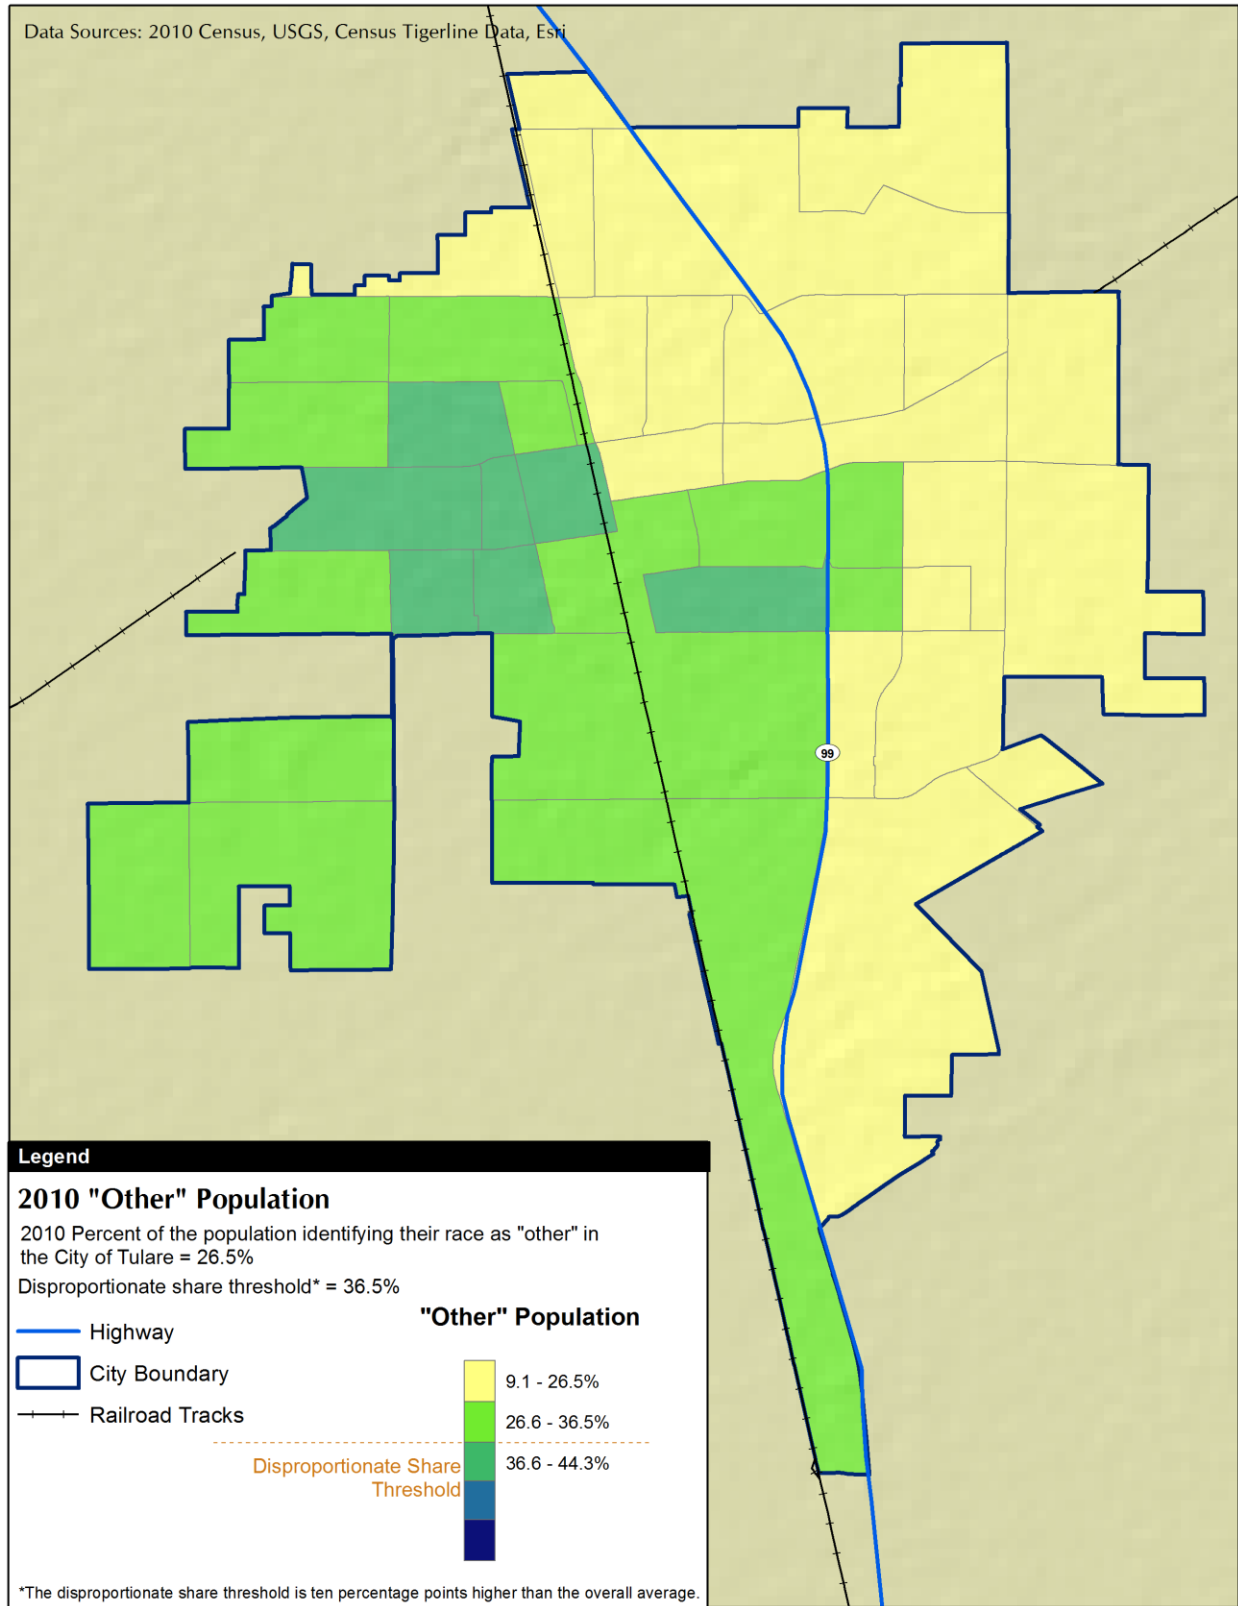 Data Sources: 2010 Census, USGS, Census Tigerline Data, Esri
99
Legend
2010 "Other" Population
2010 Percent of the population identifying their race as "other" in
the City of Tulare = 26.5%
Disproportionate share threshold* = 36.5%
"Other" Population
Highway
City Boundary
Railroad Tracks
9.1 - 26.5%
26.6 - 36.5%
36.6 - 44.3%
Disproportionate Share
Threshold
*The disproportionate share threshold is ten percentage points higher than the overall average.